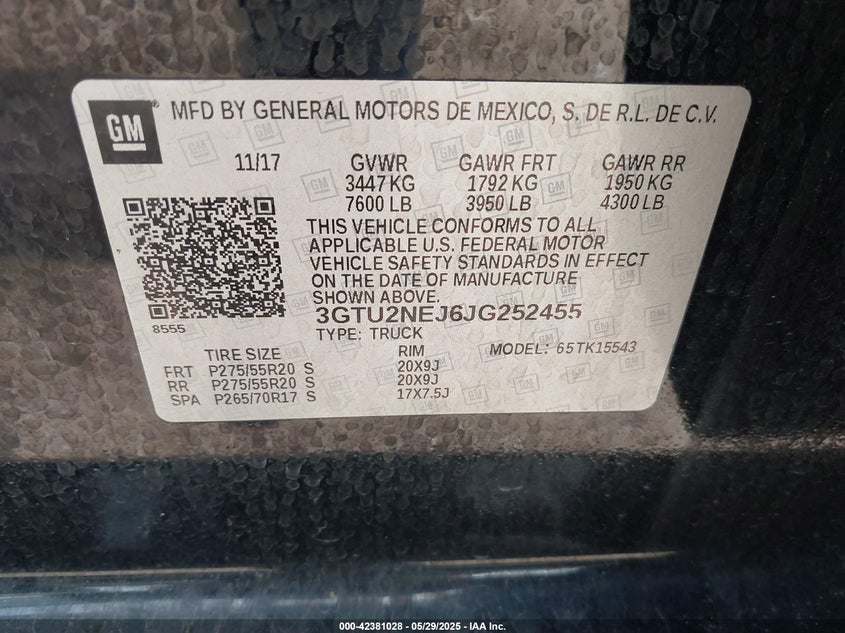 GM® MFD BY GENERAL MOTORS DE MEXICO, S. DE R.L. DE C.V.
11/17 GVWR GAWR FRT GAWR RR
3447 KG 1792 KG 1950 KG
7600 LB 3950 LB 4300 LB
THIS VEHICLE CONFORMS TO ALL
APPLICABLE U.S. FEDERAL MOTOR
VEHICLE SAFETY STANDARDS IN EFFECT
ON THE DATE OF MANUFACTURE
SHOWN ABOVE.
8555
3GTU2NEJ6JG252455
TYPE: TRUCK
TIRE SIZE RIM MODEL: 65TK15543
FRT P275/55R20 S 20X9J
RR P275/55R20 S 20X9J
SPA P265/70R17 S 17X7.5J
000-42381028 - 05/29/2025 - IAA Inc.